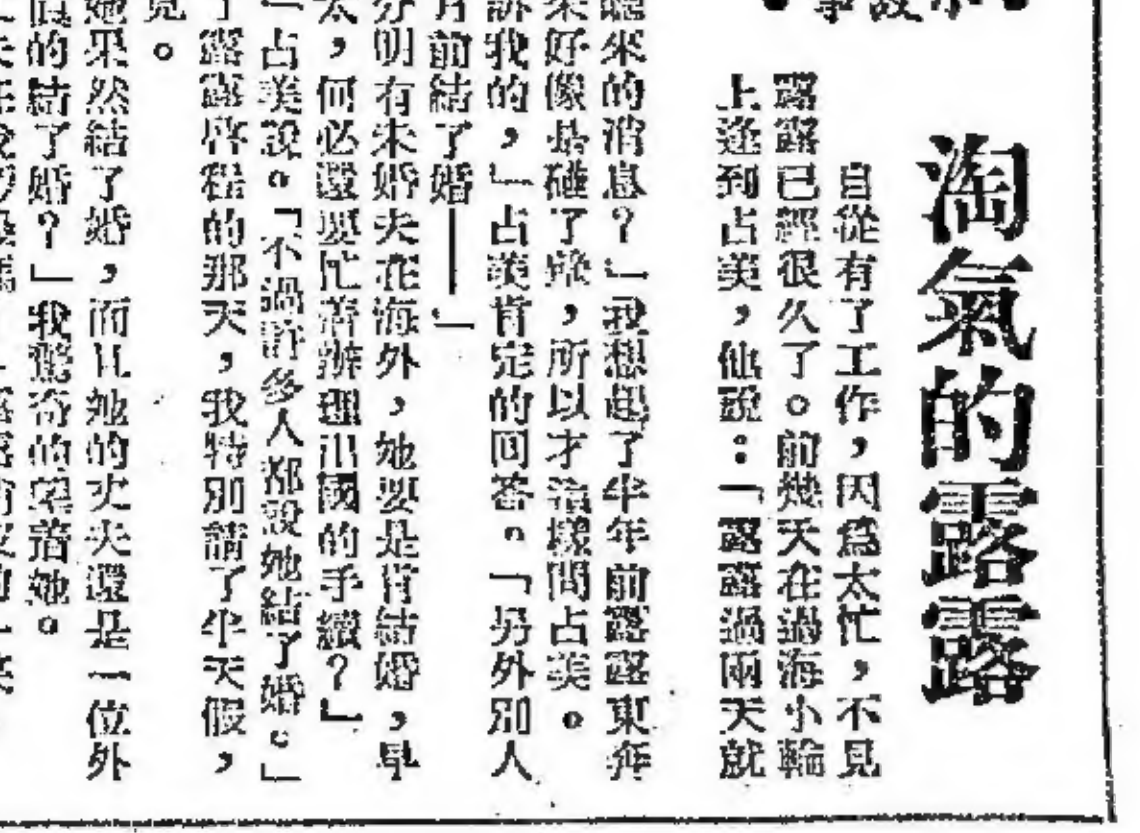 小故事
淘氣的露露
自從有了工作，因爲太忙，不見
露露已經很久了。前幾天在過海小輪
上逢到占美，他說：「露露過兩天就
來的消息？」我想起了半年前露露東奔
好像是碰了壁，所以才這樣問占美。
訴我的，」占美肯定的回答。「另外別人
月前結了婚——」
分明有未婚夫在海外，她要是肯結婚，早
太，何必還要忙着辦理出國的手續？」
「占美說。「不過許多人都說她結了婚。」
了露露啓程的那天，我特別請了半天假，
見。
她果然結了婚，而且她的丈夫還是一位外
的結了婚？」我驚奇的望着她。